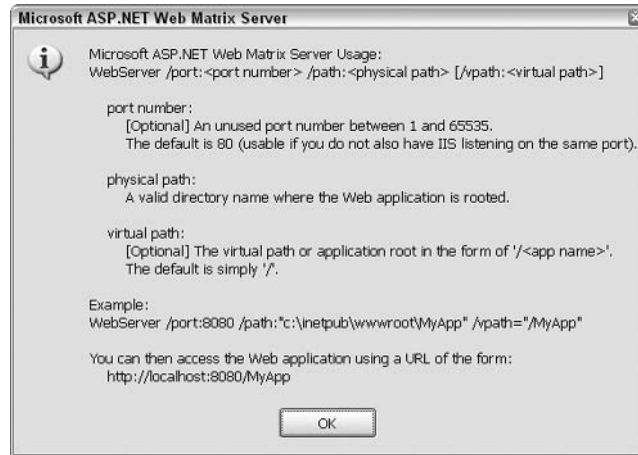 Microsoft ASP.NET Web Matrix Server
Microsoft ASP.NET Web Matrix Server Usage:
WebServer /port:<port number> /path:<physical path> [/vpath:<virtual path>]
port number:
[Optional] An unused port number between 1 and 65535.
The default is 80 (usable if you do not also have IIS listening on the same port).
physical path:
A valid directory name where the Web application is rooted.
virtual path:
[Optional] The virtual path or application root in the form of '/<app name>'.
The default is simply '/'.
Example:
WebServer /port:8080 /path:"c:\inetpub\wwwroot\MyApp" /vpath="/MyApp"
You can then access the Web application using a URL of the form:
http://localhost:8080/MyApp
OK